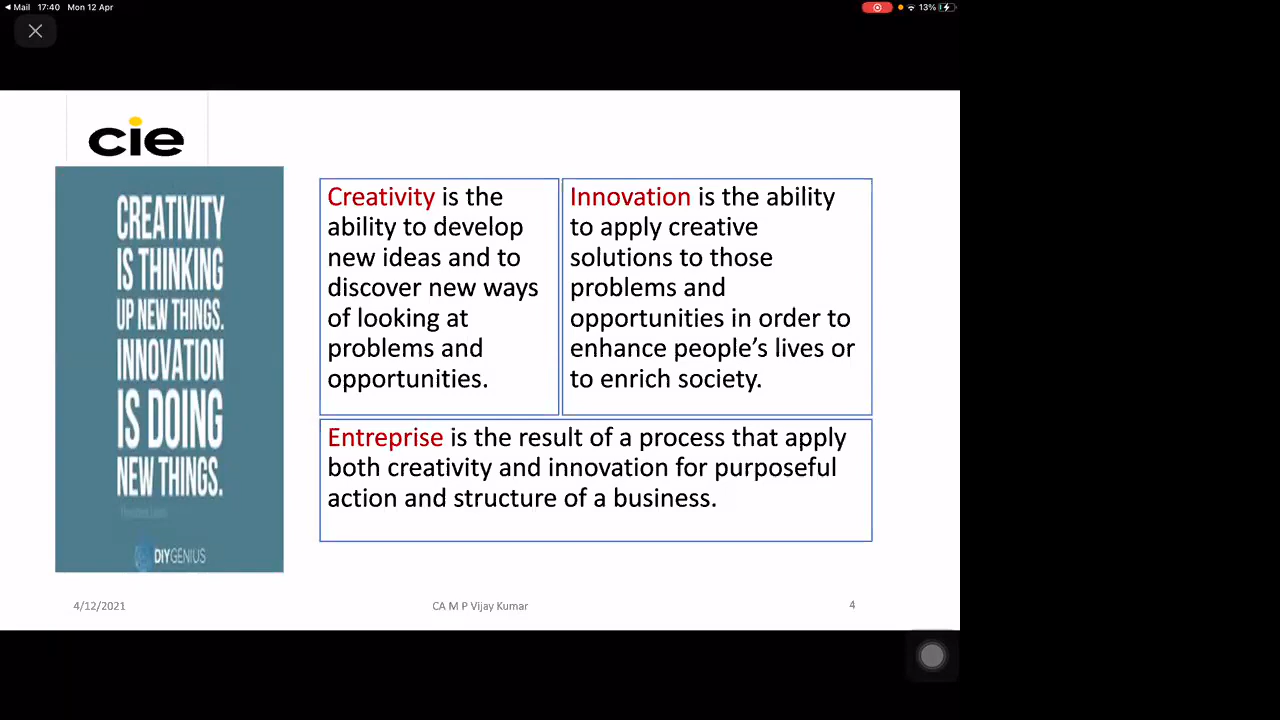 Mail 17:40 Mon 12 Apr
13%
cie
CREATIVITY
IS THINKING
UP NEW THINGS.
INNOVATION
IS DOING
NEW THINGS.
DIYGENIUS
Creativity is the
ability to develop
new ideas and to
discover new ways
of looking at
problems and
opportunities.
Innovation is the ability
to apply creative
solutions to those
problems and
opportunities in order to
enhance people’s lives or
to enrich society.
Entreprise is the result of a process that apply
both creativity and innovation for purposeful
action and structure of a business.
4/12/2021
CA M P Vijay Kumar
4